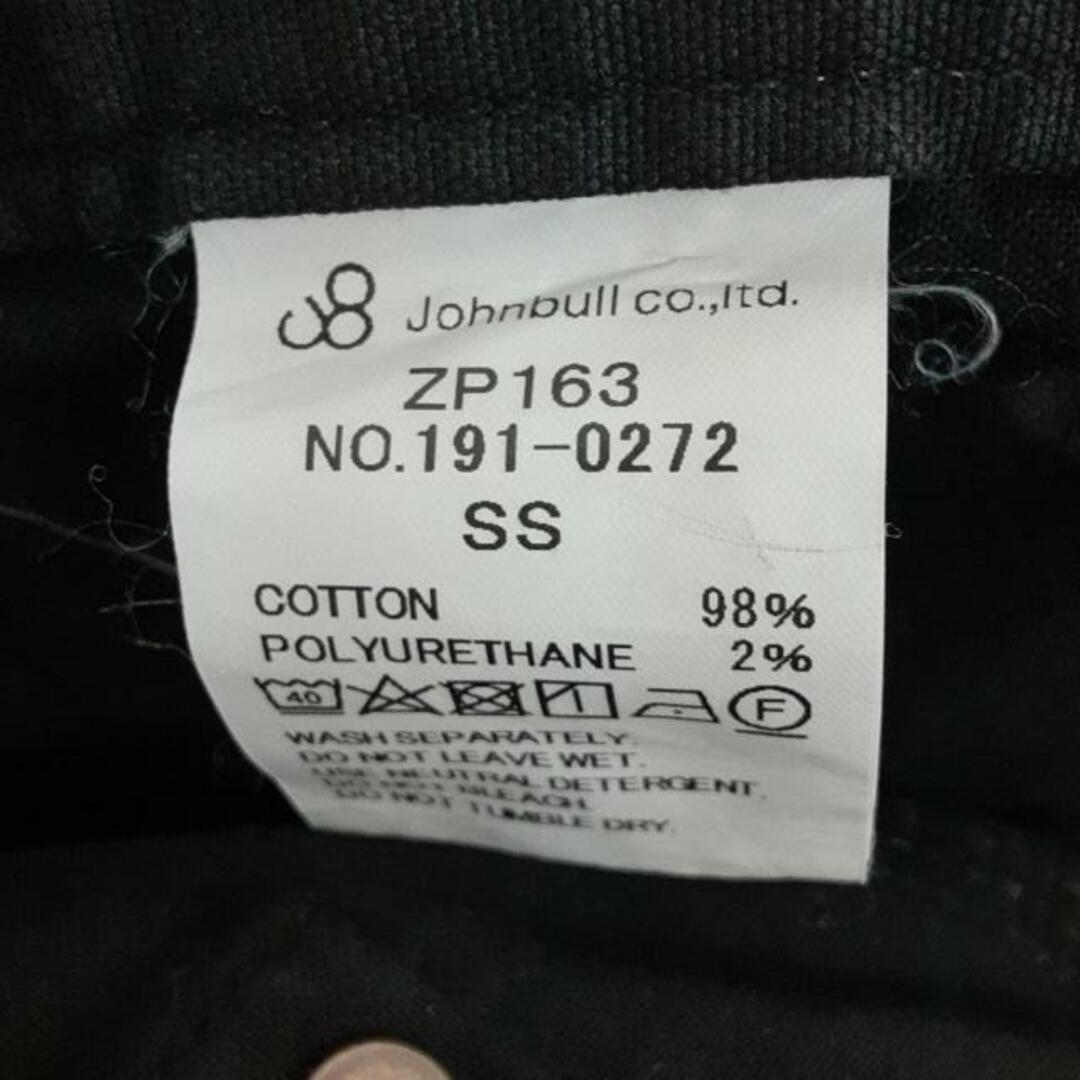 Johnbull co.,ltd.
ZP163
NO.191-0272
SS
COTTON 98%
POLYURETHANE 2%
40 F
WASH SEPARATELY.
DO NOT LEAVE WET.
USE NEUTRAL DETERGENT.
DO NOT BLEACH.
DO NOT TUMBLE DRY.